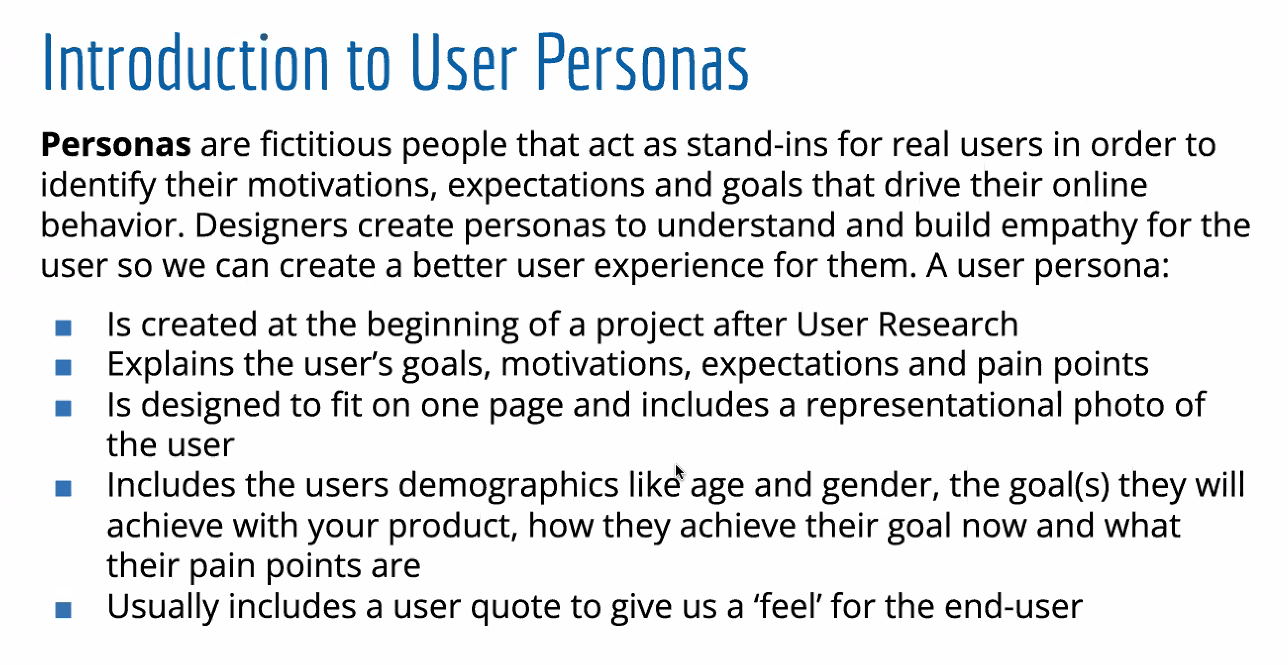 Introduction to User Personas
Personas are fictitious people that act as stand-ins for real users in order to
identify their motivations, expectations and goals that drive their online
behavior. Designers create personas to understand and build empathy for the
user so we can create a better user experience for them. A user persona:
■ Is created at the beginning of a project after User Research
■ Explains the user’s goals, motivations, expectations and pain points
■ Is designed to fit on one page and includes a representational photo of
the user
■ Includes the users demographics like age and gender, the goal(s) they will
achieve with your product, how they achieve their goal now and what
their pain points are
■ Usually includes a user quote to give us a ‘feel’ for the end-user